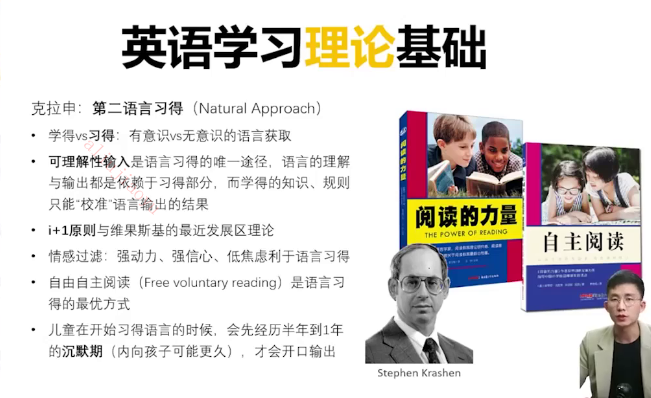 英语学习理论基础
克拉申：第二语言习得（Natural Approach）
• 学得vs习得：有意识vs无意识的语言获取
• 可理解性输入是语言习得的唯一途径，语言的理解
与输出都是依赖于习得部分，而学得的知识、规则
只能“校准”语言输出的结果
• i+1原则与维果斯基的最近发展区理论
• 情感过滤：强动力、强信心、低焦虑利于语言习得
• 自由自主阅读（Free voluntary reading）是语言习
得的最优方式
• 儿童在开始习得语言的时候，会先经历半年到1年
的沉默期（内向孩子可能更久），才会开口输出
阅读的力量
THE POWER OF READING
自主阅读
Stephen Krashen